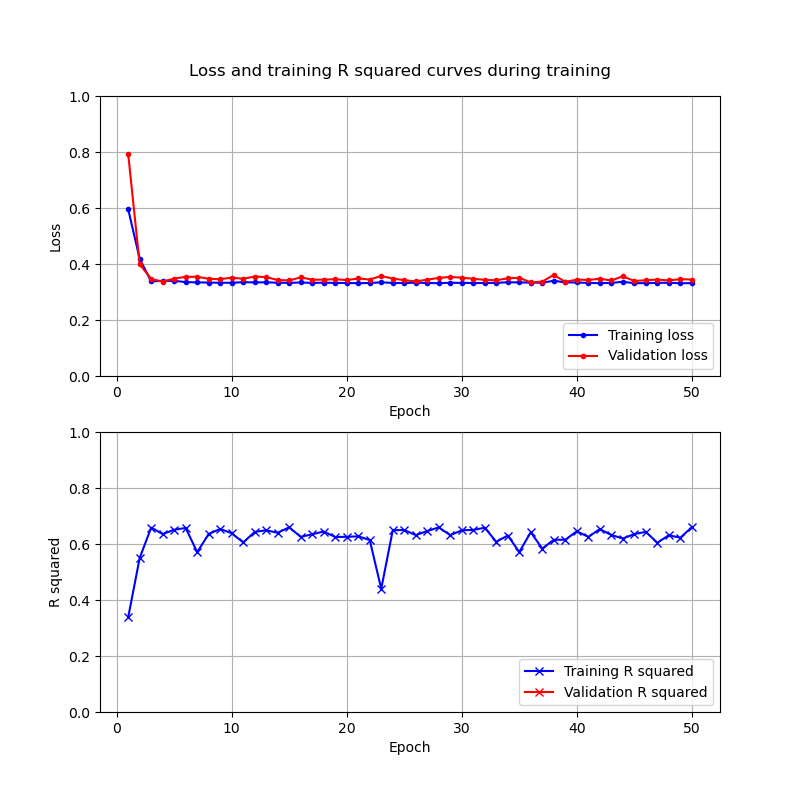 Loss and training R squared curves during training
1.0
0.8
0.6
0.4
0.2
0.0
Loss
Training loss
Validation loss
0 10 20 30 40 50
Epoch
1.0
0.8
0.6
0.4
0.2
0.0
R squared
Training R squared
Validation R squared
0 10 20 30 40 50
Epoch